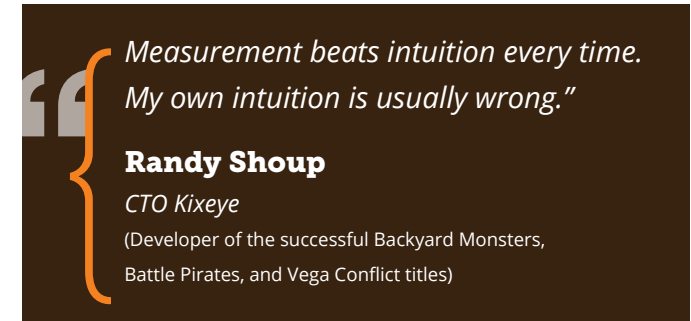 “
Measurement beats intuition every time.
My own intuition is usually wrong.”
Randy Shoup
CTO Kixeye
(Developer of the successful Backyard Monsters,
Battle Pirates, and Vega Conflict titles)